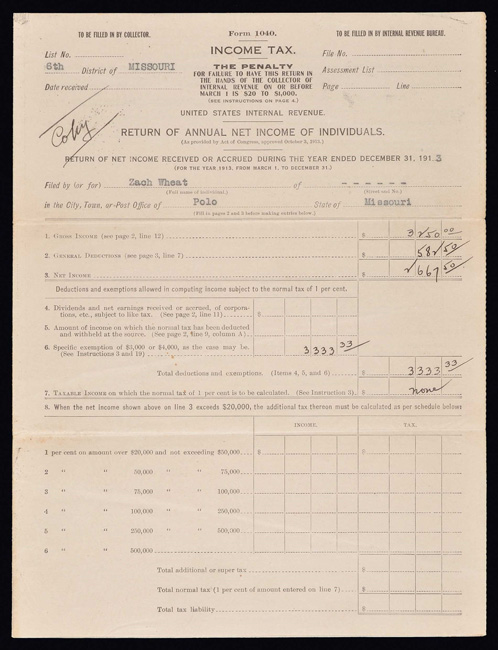 TO BE FILLED IN BY COLLECTOR.
Form 1040.
TO BE FILLED IN BY INTERNAL REVENUE BUREAU.
List No.
INCOME TAX.
File No.
6th District of MISSOURI
THE PENALTY
FOR FAILURE TO HAVE THIS RETURN IN
THE HANDS OF THE COLLECTOR OF
INTERNAL REVENUE ON OR BEFORE
MARCH 1 IS $20 TO $1,000.
(SEE INSTRUCTIONS ON PAGE 4.)
Assessment List
Date received
Page Line
Copy
UNITED STATES INTERNAL REVENUE.
RETURN OF ANNUAL NET INCOME OF INDIVIDUALS.
(As provided by Act of Congress, approved October 3, 1913.)
RETURN OF NET INCOME RECEIVED OR ACCRUED DURING THE YEAR ENDED DECEMBER 31, 1913
(FOR THE YEAR 1913, FROM MARCH 1, TO DECEMBER 31.)
Filed by (or for) Zach Wheat of - - - - - -
(Full name of individual.) (Street and No.)
in the City, Town, or Post Office of Polo State of Missouri
(Fill in pages 2 and 3 before making entries below.)
1. GROSS INCOME (see page 2, line 12) $ 3250 00
2. GENERAL DEDUCTIONS (see page 3, line 7) $ 582 50
3. NET INCOME $ 2667 50
Deductions and exemptions allowed in computing income subject to the normal tax of 1 per cent.
4. Dividends and net earnings received or accrued, of corpora-
tions, etc., subject to like tax. (See page 2, line 11) $
5. Amount of income on which the normal tax has been deducted
and withheld at the source. (See page 2, line 9, column A)
6. Specific exemption of $3,000 or $4,000, as the case may be.
(See Instructions 3 and 19) 3333 33
Total deductions and exemptions. (Items 4, 5, and 6) $ 3333 33
7. TAXABLE INCOME on which the normal tax of 1 per cent is to be calculated. (See Instruction 3) $ none
8. When the net income shown above on line 3 exceeds $20,000, the additional tax thereon must be calculated as per schedule below:
INCOME. TAX.
1 per cent on amount over $20,000 and not exceeding $50,000 $ $
2 " " 50,000 " " 75,000
3 " " 75,000 " " 100,000
4 " " 100,000 " " 250,000
5 " " 250,000 " " 500,000
6 " " 500,000
Total additional or super tax $
Total normal tax (1 per cent of amount entered on line 7) $
Total tax liability $